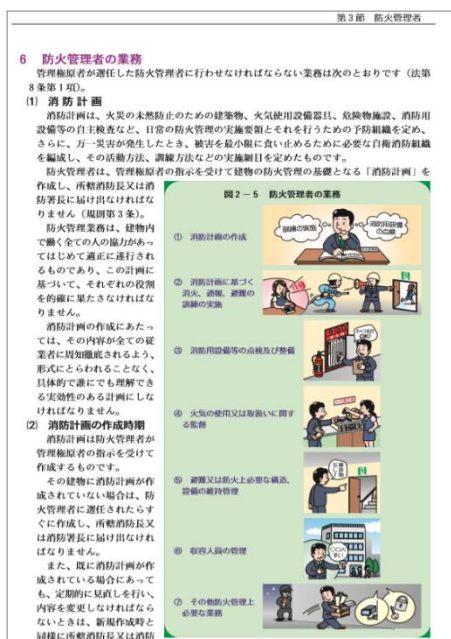 第3節　防火管理者
6　防火管理者の業務
管理権原者が選任した防火管理者に行わせなければならない業務は次のとおりです（法第
8条第1項）。
(1)　消防計画
消防計画は、火災の未然防止のための建築物、火気使用設備器具、危険物施設、消防用
設備等の自主検査など、日常の防火管理の実施要領とそれを行うための予防組織を定め、
さらに、万一災害が発生したとき、被害を最小限に食い止めるために必要な自衛消防組織
を編成し、その活動方法、訓練方法などの実施細目を定めたものです。
防火管理者は、管理権原者の指示を受けて建物の防火管理の基礎となる「消防計画」を
作成し、所轄消防長又は消
防署長に届け出なければな
りません（規則第3条）。
防火管理業務は、建物内
で働く全ての人の協力があっ
てはじめて適正に遂行され
るものであり、この計画に
基づいて、それぞれの役割
を的確に果たさなければな
りません。
消防計画の作成にあたっ
ては、その内容が全ての従
業者に周知徹底されるよう、
形式にとらわれることなく、
具体的で誰にでも理解でき
る実効性のある計画にしな
ければなりません。
(2)　消防計画の作成時期
消防計画は防火管理者が
管理権原者の指示を受けて
作成するものです。
その建物に消防計画が作
成されていない場合は、防
火管理者に選任されたらす
ぐに作成し、所轄消防長又
は消防署長に届け出なけれ
ばなりません。
また、既に消防計画が作
成されている場合にあって
も、定期的に見直しを行い、
内容を変更しなければなら
ないときは、新規作成時と
同様に所轄消防長又は消防
図2－5　防火管理者の業務
①　消防計画の作成
訓練の実施
消防用設備
の点検
②　消防計画に基づく
消火、通報、避難の
訓練の実施
119
③　消防用設備等の点検及び整備
④　火気の使用又は取扱いに関す
る監督
⑤　避難又は防火上必要な構造、
設備の維持管理
⑥　収容人員の管理
⑦　その他防火管理上
必要な業務